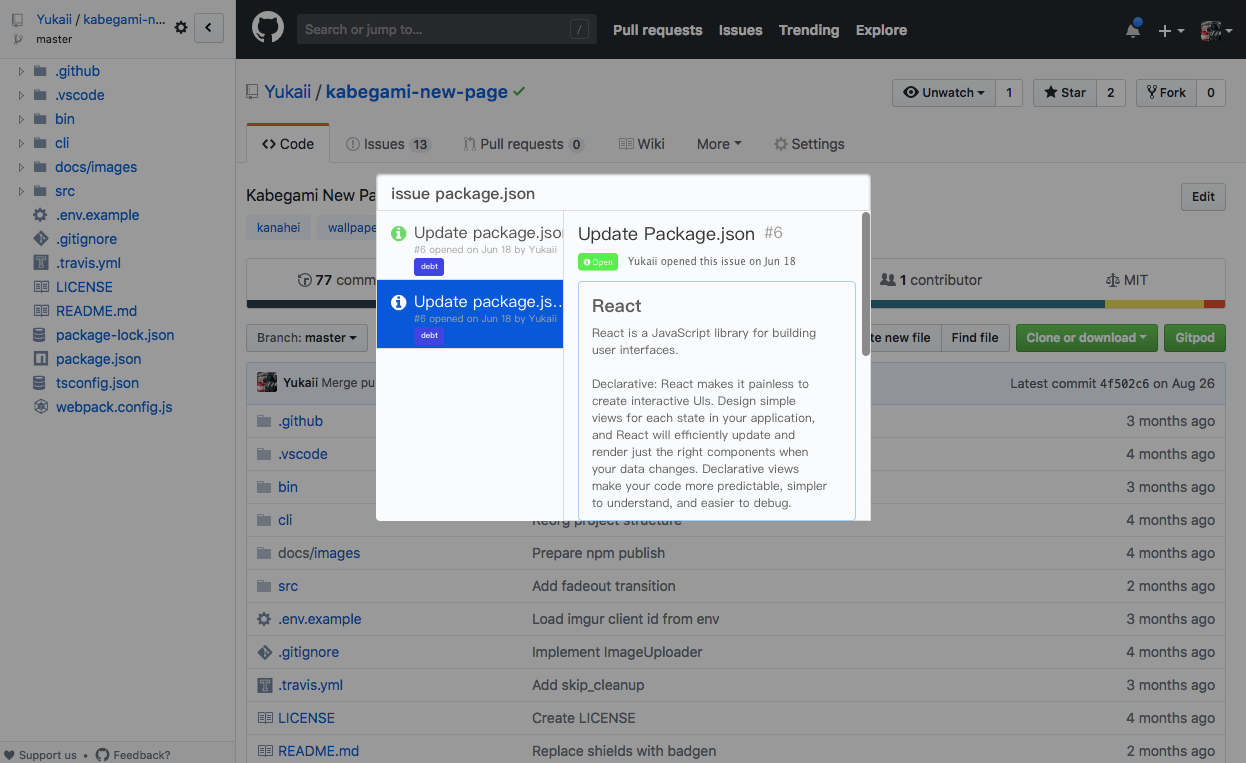 Yukaii / kabegami-n...
master
.github
.vscode
bin
cli
docs/images
src
.env.example
.gitignore
.travis.yml
LICENSE
README.md
package-lock.json
package.json
tsconfig.json
webpack.config.js
Support us • Feedback?
Search or jump to... /
Pull requests Issues Trending Explore
Yukaii / kabegami-new-page
Unwatch 1 Star 2 Fork 0
Code Issues 13 Pull requests 0 Wiki More Settings
Kabegami New Pa
Edit
kanahei wallpape
77 comm
1 contributor MIT
Branch: master
te new file Find file Clone or download Gitpod
Yukaii Merge pu
Latest commit 4f502c6 on Aug 26
issue package.json
Update package.json
#6 opened on Jun 18 by Yukaii
debt
Update package.js...
#6 opened on Jun 18 by Yukaii
debt
Update Package.json #6
Open Yukaii opened this issue on Jun 18
React
React is a JavaScript library for building
user interfaces.
Declarative: React makes it painless to
create interactive UIs. Design simple
views for each state in your application,
and React will efficiently update and
render just the right components when
your data changes. Declarative views
make your code more predictable, simpler
to understand, and easier to debug.
.github 3 months ago
.vscode 4 months ago
bin 3 months ago
cli Reorg project structure 4 months ago
docs/images Prepare npm publish 4 months ago
src Add fadeout transition 2 months ago
.env.example Load imgur client id from env 3 months ago
.gitignore Implement ImageUploader 4 months ago
.travis.yml Add skip_cleanup 3 months ago
LICENSE Create LICENSE 4 months ago
README.md Replace shields with badgen 2 months ago